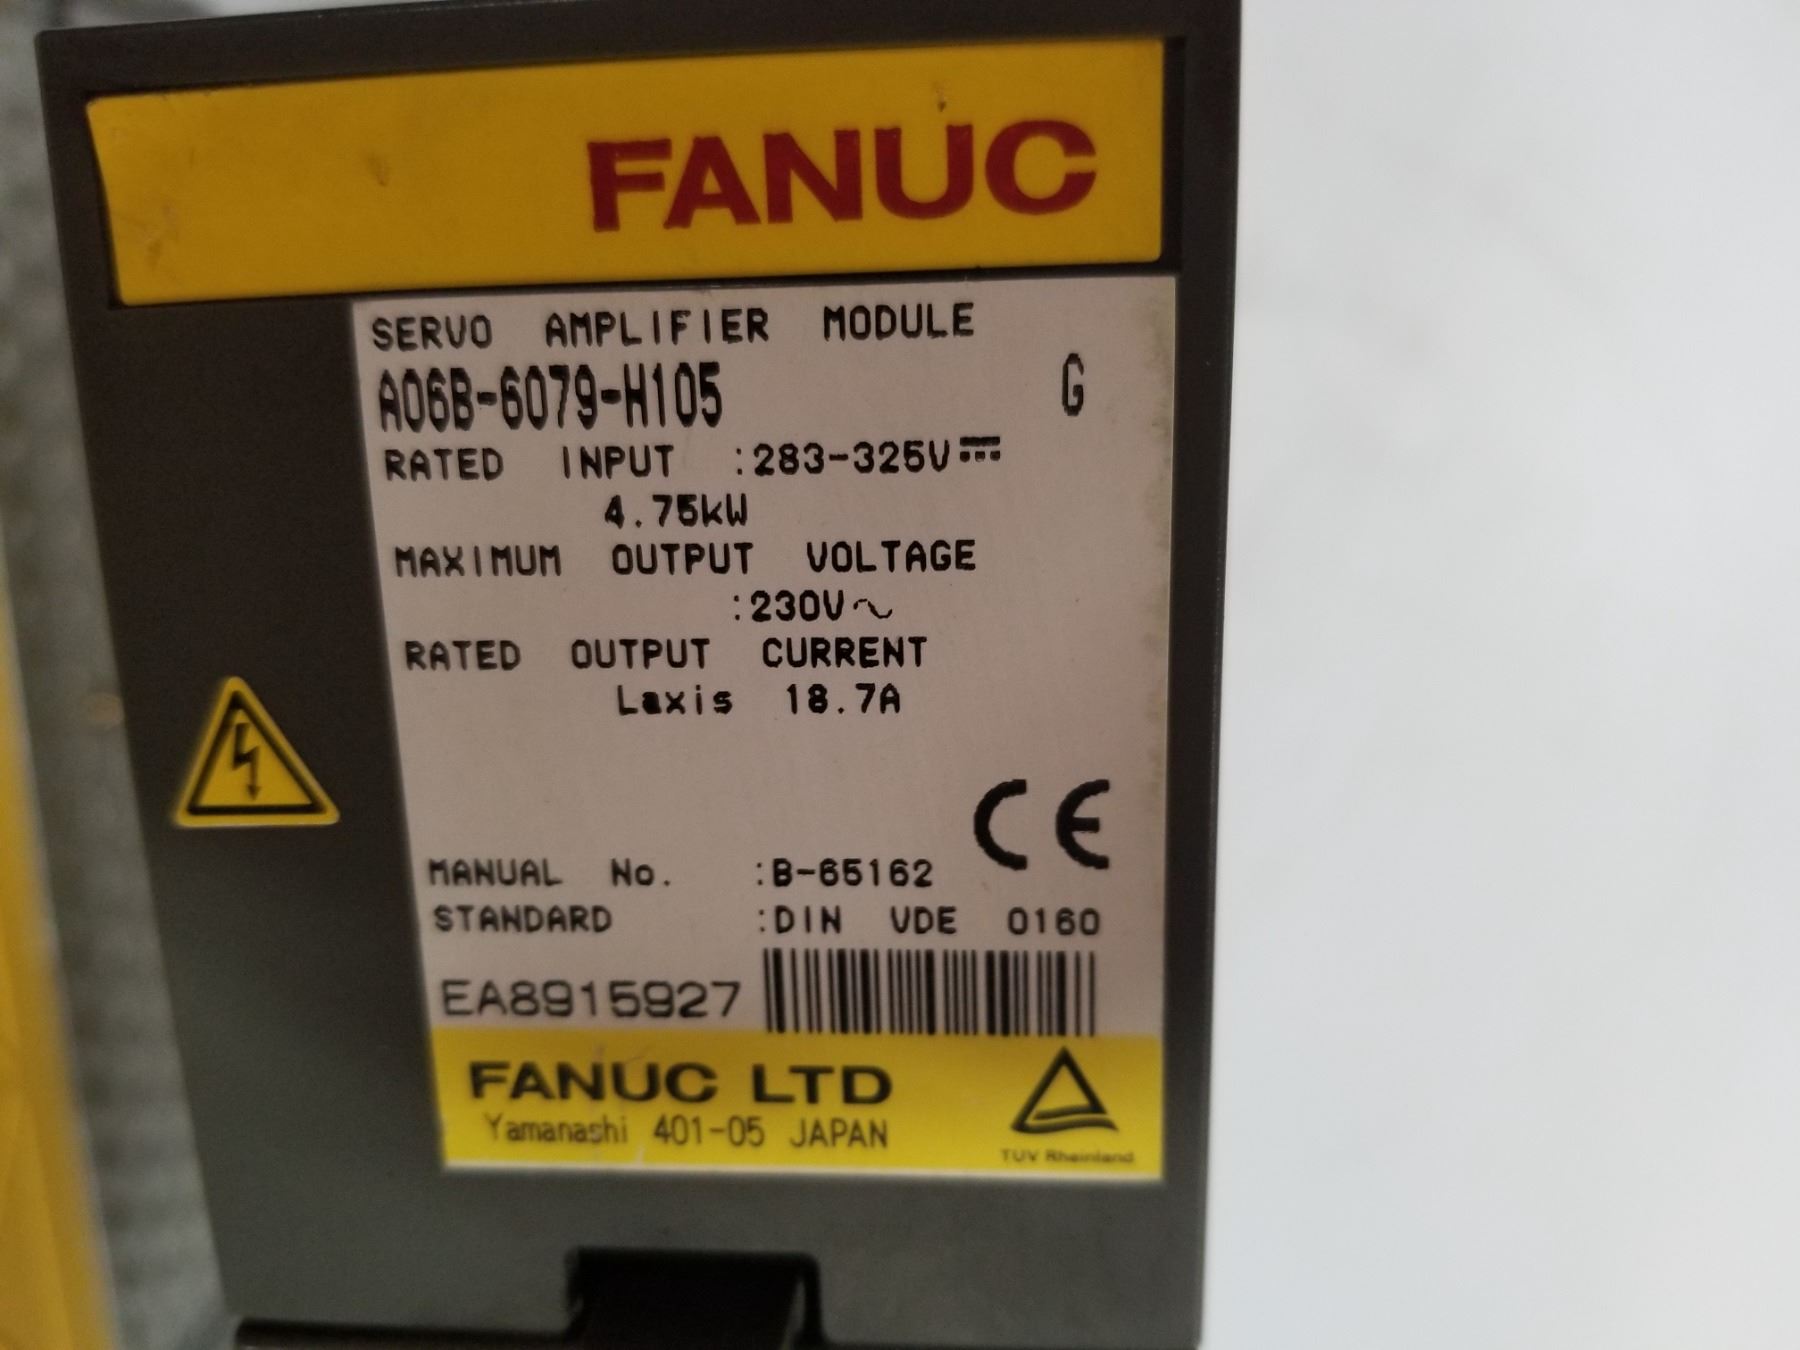 FANUC
SERVO AMPLIFIER MODULE
A06B-6079-H105 G
RATED INPUT :283-325V⎓
4.75kW
MAXIMUM OUTPUT VOLTAGE
:230V~
RATED OUTPUT CURRENT
Laxis 18.7A
CE
MANUAL No. :B-65162
STANDARD :DIN VDE 0160
EA8915927
FANUC LTD
Yamanashi 401-05 JAPAN
TUV Rheinland